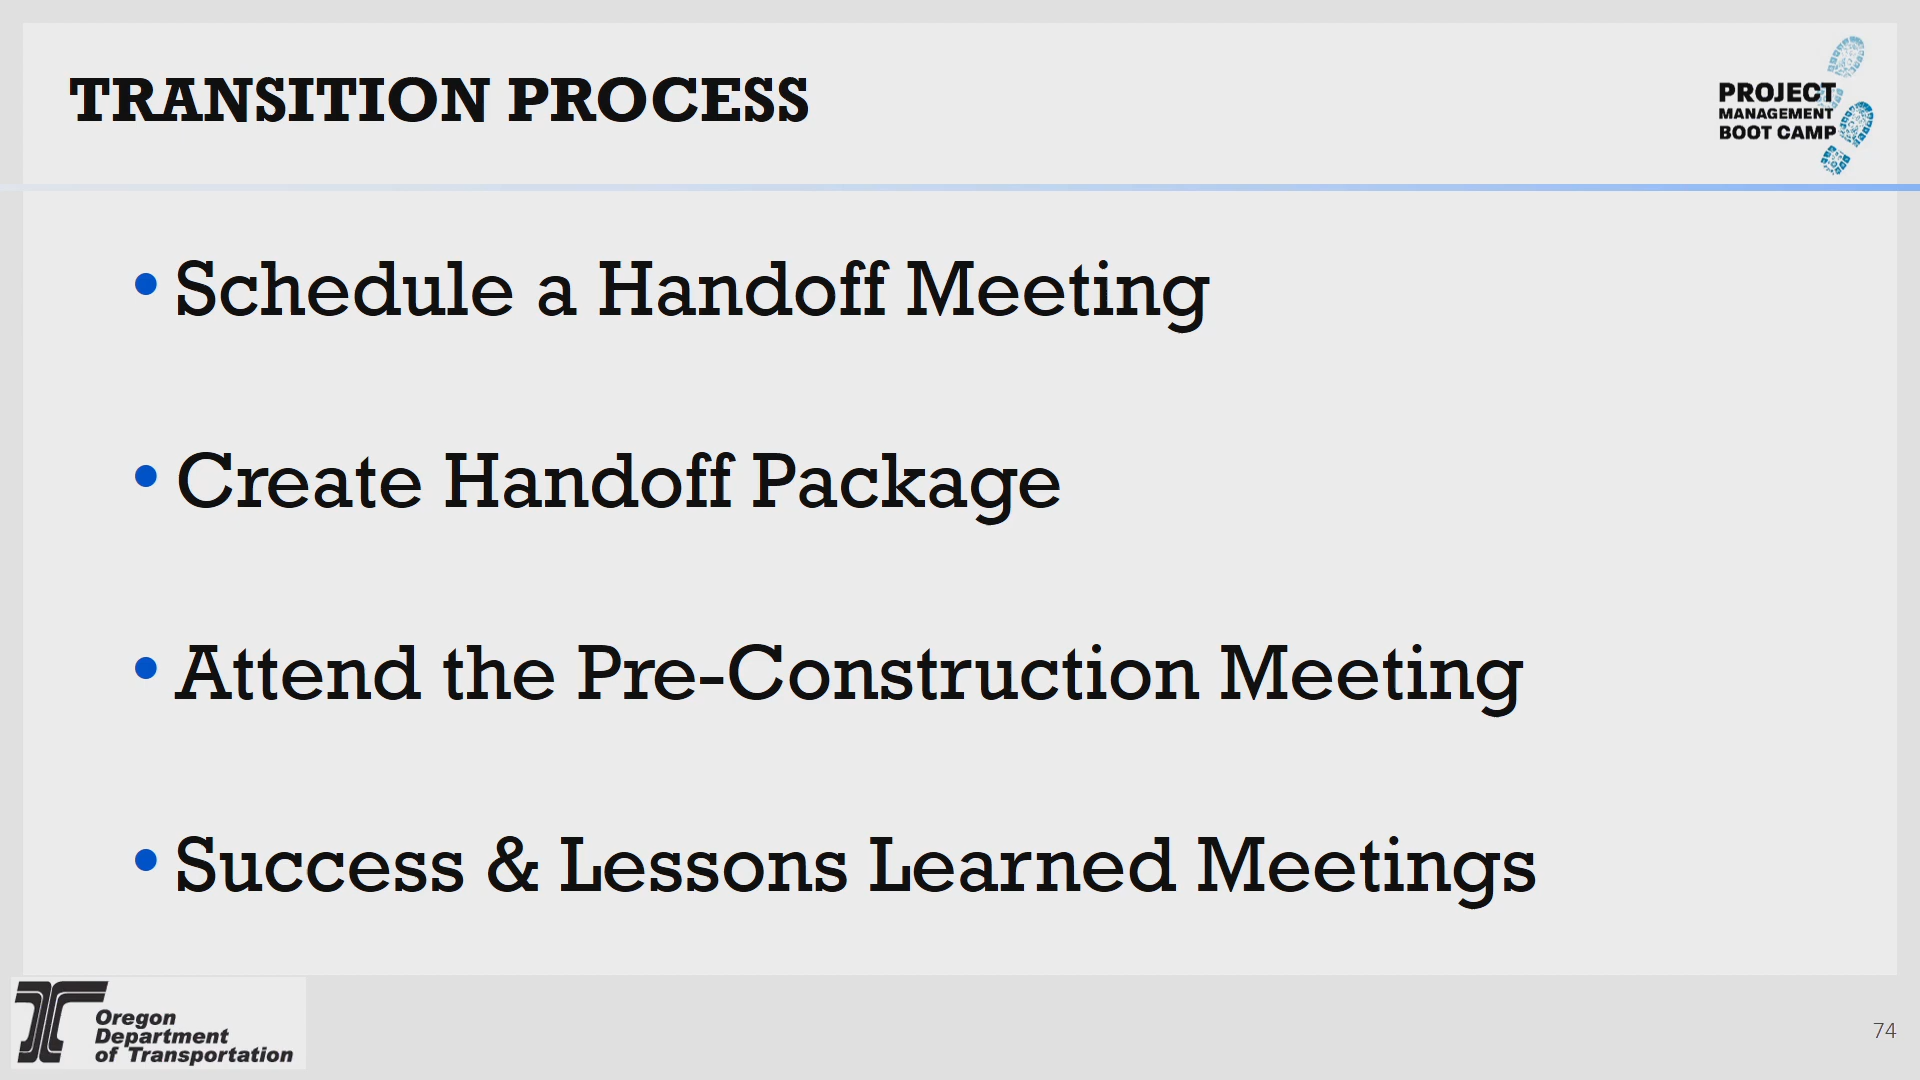 TRANSITION PROCESS
PROJECT
MANAGEMENT
BOOT CAMP
• Schedule a Handoff Meeting
• Create Handoff Package
• Attend the Pre-Construction Meeting
• Success & Lessons Learned Meetings
Oregon
Department
of Transportation
74